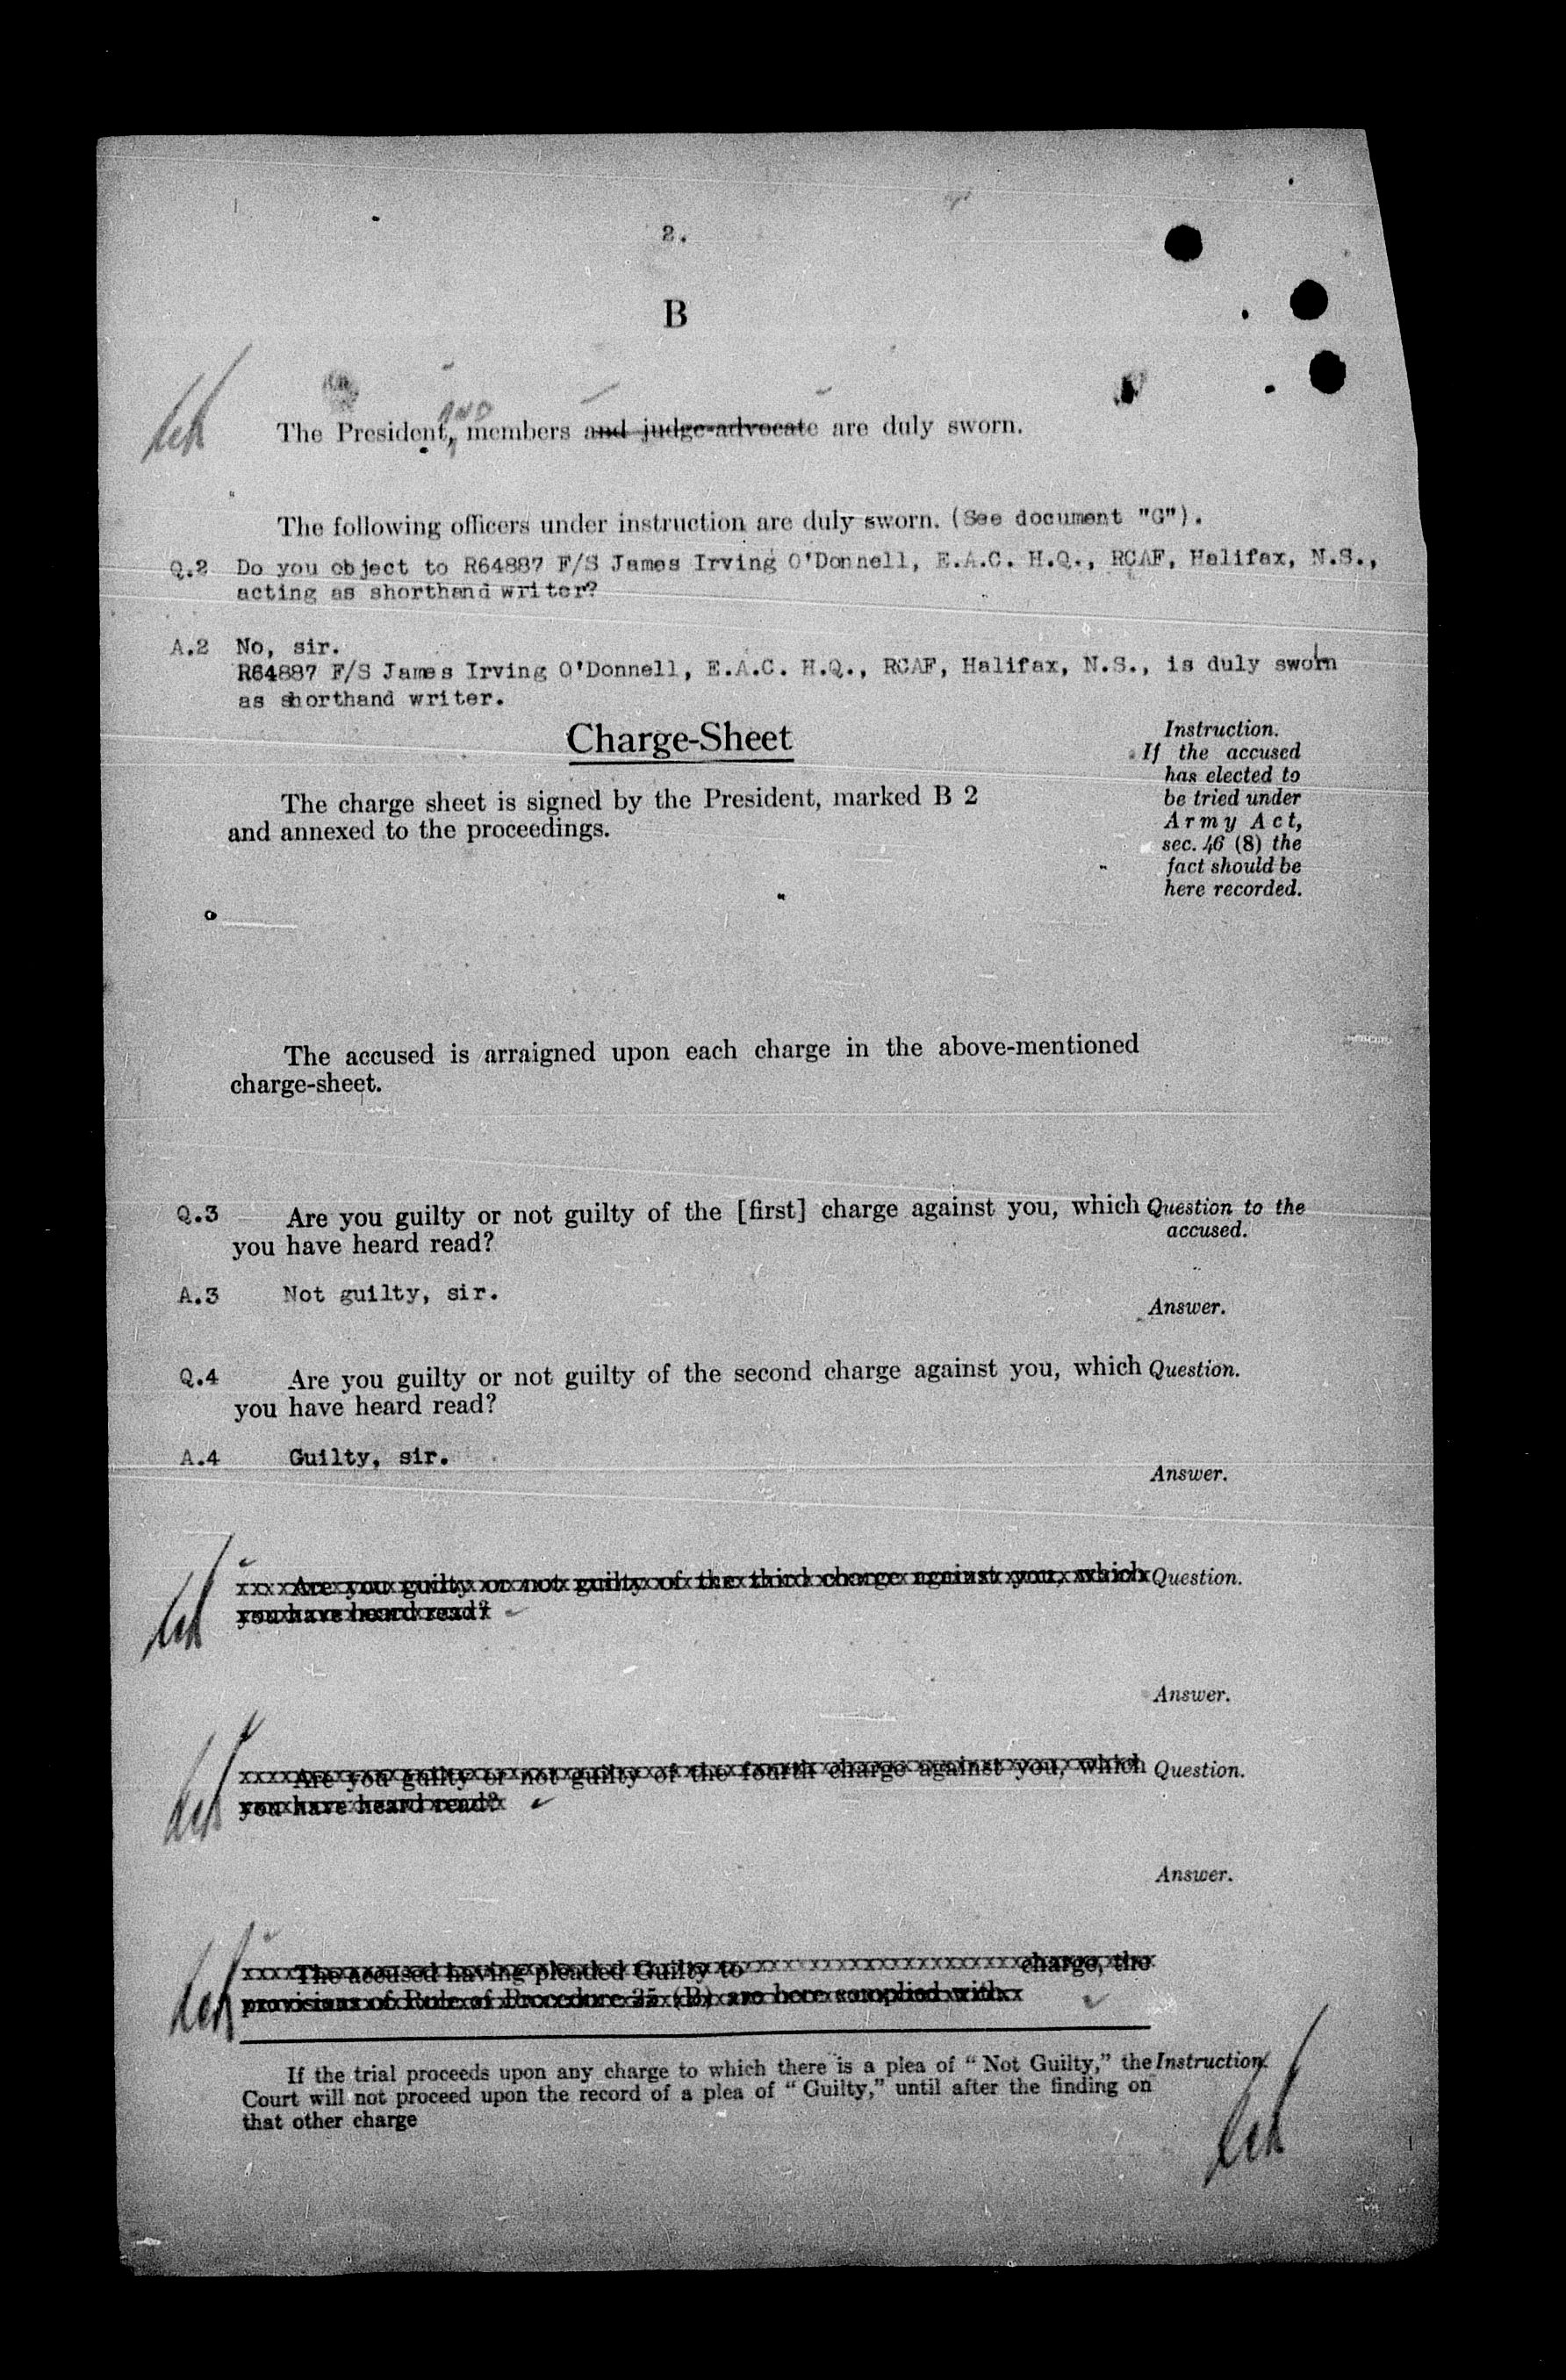 2.
B
The President, AND members and judge-advocate are duly sworn.
The following officers under instruction are duly sworn. (See document "G").
Q.2 Do you object to R64887 F/S James Irving O'Donnell, E.A.C. H.Q., RCAF, Halifax, N.S.,
acting as shorthand writer?
A.2 No, sir.
R64887 F/S James Irving O'Donnell, E.A.C. H.Q., RCAF, Halifax, N.S., is duly sworn
as shorthand writer.
Charge-Sheet
Instruction.
If the accused
has elected to
be tried under
Army Act,
sec. 46 (8) the
fact should be
here recorded.
The charge sheet is signed by the President, marked B 2
and annexed to the proceedings.
The accused is arraigned upon each charge in the above-mentioned
charge-sheet.
Q.3 Are you guilty or not guilty of the [first] charge against you, which Question to the
you have heard read? accused.
A.3 Not guilty, sir.
Answer.
Q.4 Are you guilty or not guilty of the second charge against you, which Question.
you have heard read?
A.4 Guilty, sir.
Answer.
Are you guilty or not guilty of the third charge against you, which Question.
you have heard read?
Answer.
Are you guilty or not guilty of the fourth charge against you, which Question.
you have heard read?
Answer.
The accused having pleaded Guilty to charge, the
provisions of Rule of Procedure 35 (B) are here complied with.
If the trial proceeds upon any charge to which there is a plea of "Not Guilty," the Instruction.
Court will not proceed upon the record of a plea of "Guilty," until after the finding on
that other charge